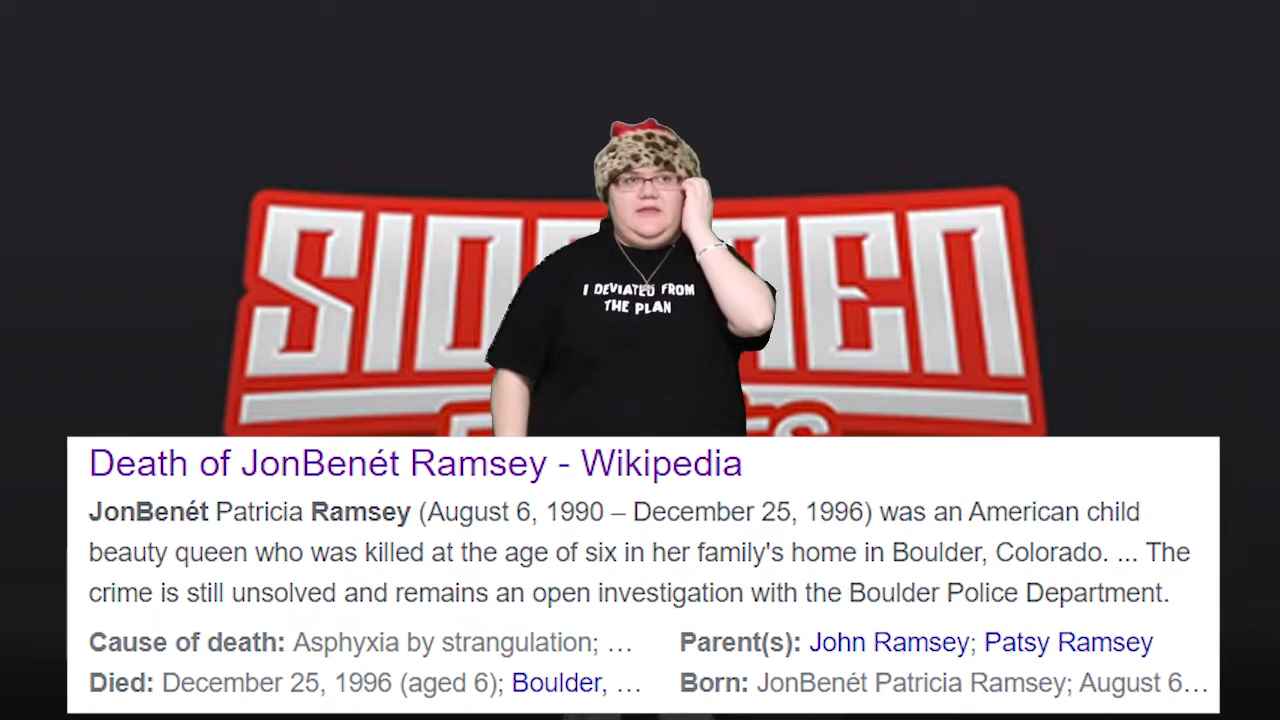 SIDEMEN
I DEVIATED FROM
THE PLAN
Death of JonBenét Ramsey - Wikipedia
JonBenét Patricia Ramsey (August 6, 1990 – December 25, 1996) was an American child
beauty queen who was killed at the age of six in her family's home in Boulder, Colorado. ... The
crime is still unsolved and remains an open investigation with the Boulder Police Department.
Cause of death: Asphyxia by strangulation; … Parent(s): John Ramsey; Patsy Ramsey
Died: December 25, 1996 (aged 6); Boulder, … Born: JonBenét Patricia Ramsey; August 6…